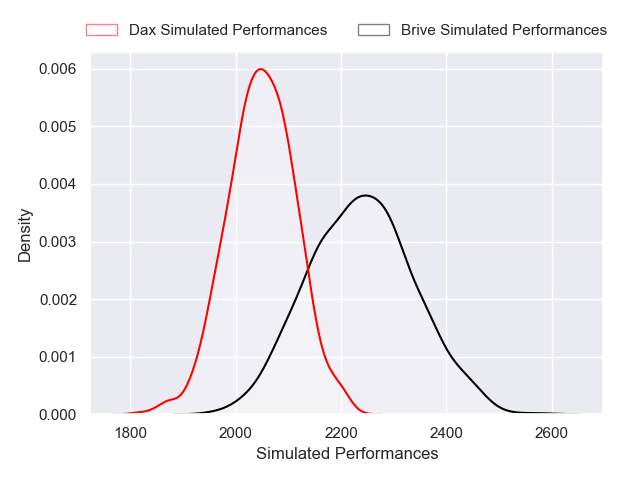 Dax Simulated Performances Brive Simulated Performances
0.006
0.005
0.004
0.003
0.002
0.001
0.000
Density
1800 2000 2200 2400 2600
Simulated Performances